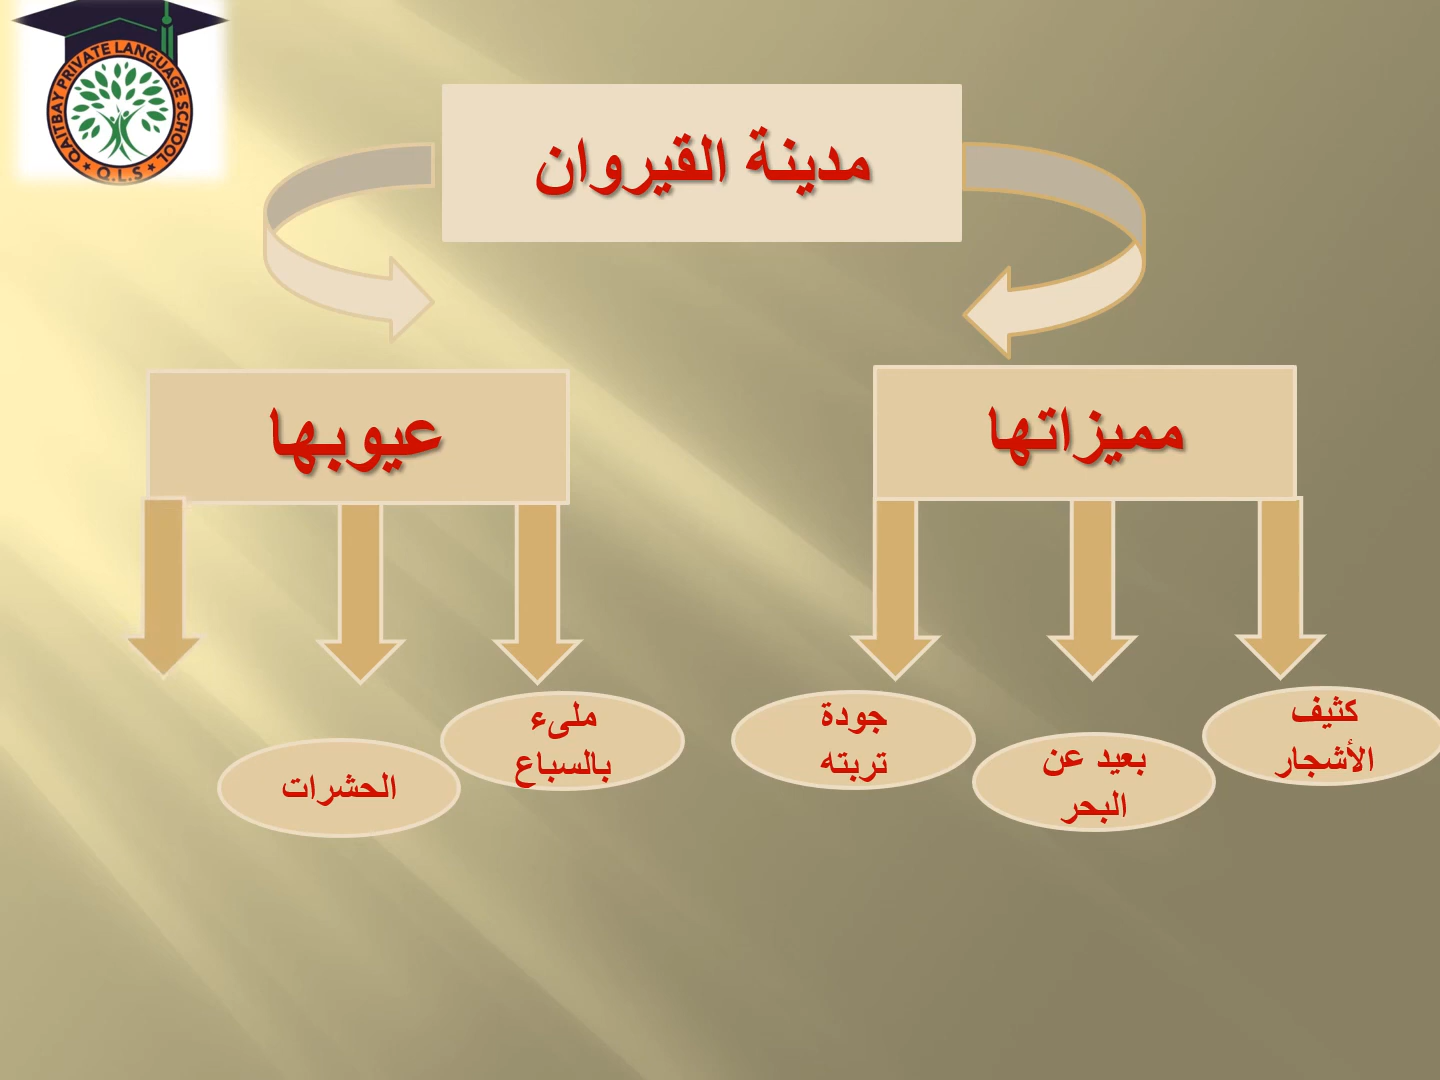 QAITBAY PRIVATE LANGUAGE SCHOOL
Q.L.S
مدينة القيروان
مميزاتها
عيوبها
كثيف
الأشجار
بعيد عن
البحر
جودة
تربته
ملىء
بالسباع
الحشرات